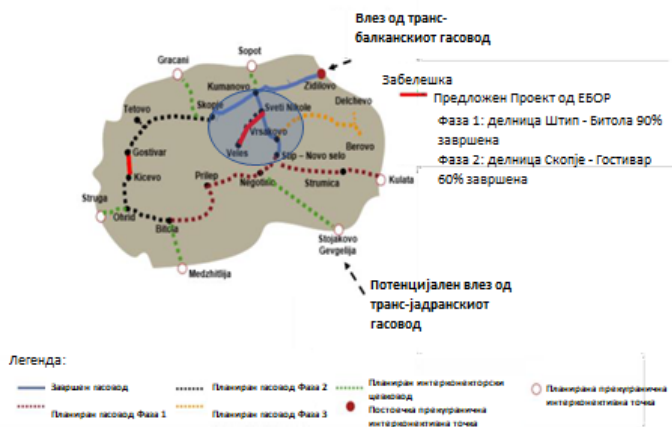 Влез од транс-
балканскиот гасовод
Забелешка
Предложен Проект од ЕБОР
Фаза 1: делница Штип - Битола 90%
завршена
Фаза 2: делница Скопје - Гостивар
60% завршена
Gracani
Sopot
Kumanovo
Zidilovo
Tetovo
Skopje
Sveti Nikole
Delchevo
Vrsakovo
Gostivar
Veles
Berovo
Stip – Novo selo
Kicevo
Prilep
Negotino
Strumica
Kulata
Struga
Ohrid
Bitola
Stojakovo
Gevgelija
Medzhitlija
Потенцијален влез од
транс-јадранскиот
гасовод
Легенда:
Завршен гасовод
Планиран гасовод Фаза 2
Планиран интерконекторски
цевковод
Планирана прекугранична
интерконективна точка
Планиран гасовод Фаза 1
Планиран гасовод Фаза 3
Постоечка прекугранична
интерконективна точка